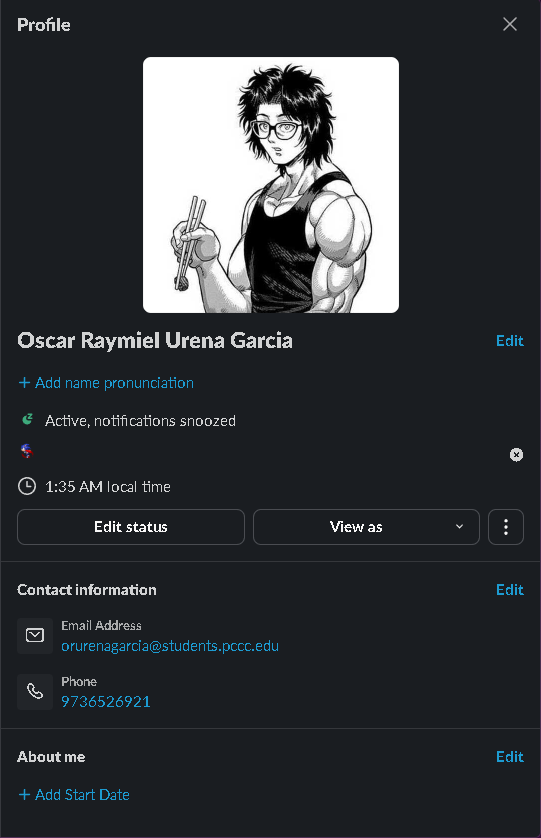 Profile
Oscar Raymiel Urena Garcia
Edit
+ Add name pronunciation
Active, notifications snoozed
1:35 AM local time
Edit status
View as
Contact information
Edit
Email Address
orurenagarcia@students.pccc.edu
Phone
9736526921
About me
Edit
+ Add Start Date